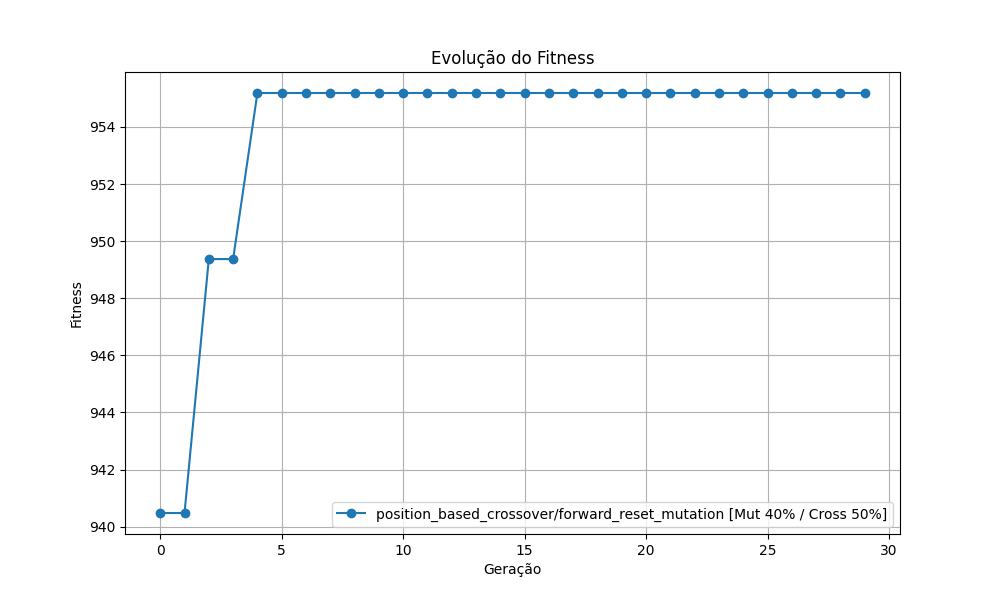 Evolução do Fitness
Fitness
954
952
950
948
946
944
942
940
position_based_crossover/forward_reset_mutation [Mut 40% / Cross 50%]
0 5 10 15 20 25 30
Geração